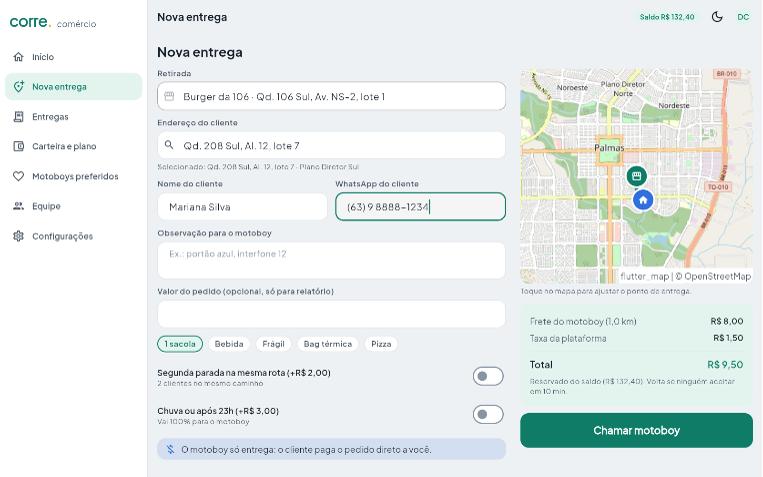 corre. comércio
Início
Nova entrega
Entregas
Carteira e plano
Motoboys preferidos
Equipe
Configurações
Nova entrega
Saldo R$ 132,40
DC
Nova entrega
Retirada
Burger da 106 · Qd. 106 Sul, Av. NS-2, lote 1
Endereço do cliente
Qd. 208 Sul, Al. 12, lote 7
Selecionado: Qd. 208 Sul, Al. 12, lote 7 · Plano Diretor Sul
Nome do cliente
Mariana Silva
WhatsApp do cliente
(63) 9 8888-1234
Observação para o motoboy
Ex.: portão azul, interfone 12
Valor do pedido (opcional, só para relatório)
1 sacola
Bebida
Frágil
Bag térmica
Pizza
Segunda parada na mesma rota (+R$ 2,00)
2 clientes no mesmo caminho
Chuva ou após 23h (+R$ 3,00)
Vai 100% para o motoboy
O motoboy só entrega: o cliente paga o pedido direto a você.
BR-010
Noroeste
Plano Diretor
Norte
Nordeste
Palmas
TO-010
flutter_map | © OpenStreetMap
Toque no mapa para ajustar o ponto de entrega.
Frete do motoboy (1,0 km)
R$ 8,00
Taxa da plataforma
R$ 1,50
Total
R$ 9,50
Reservado do saldo (R$ 132,40). Volta se ninguém aceitar
em 10 min.
Chamar motoboy